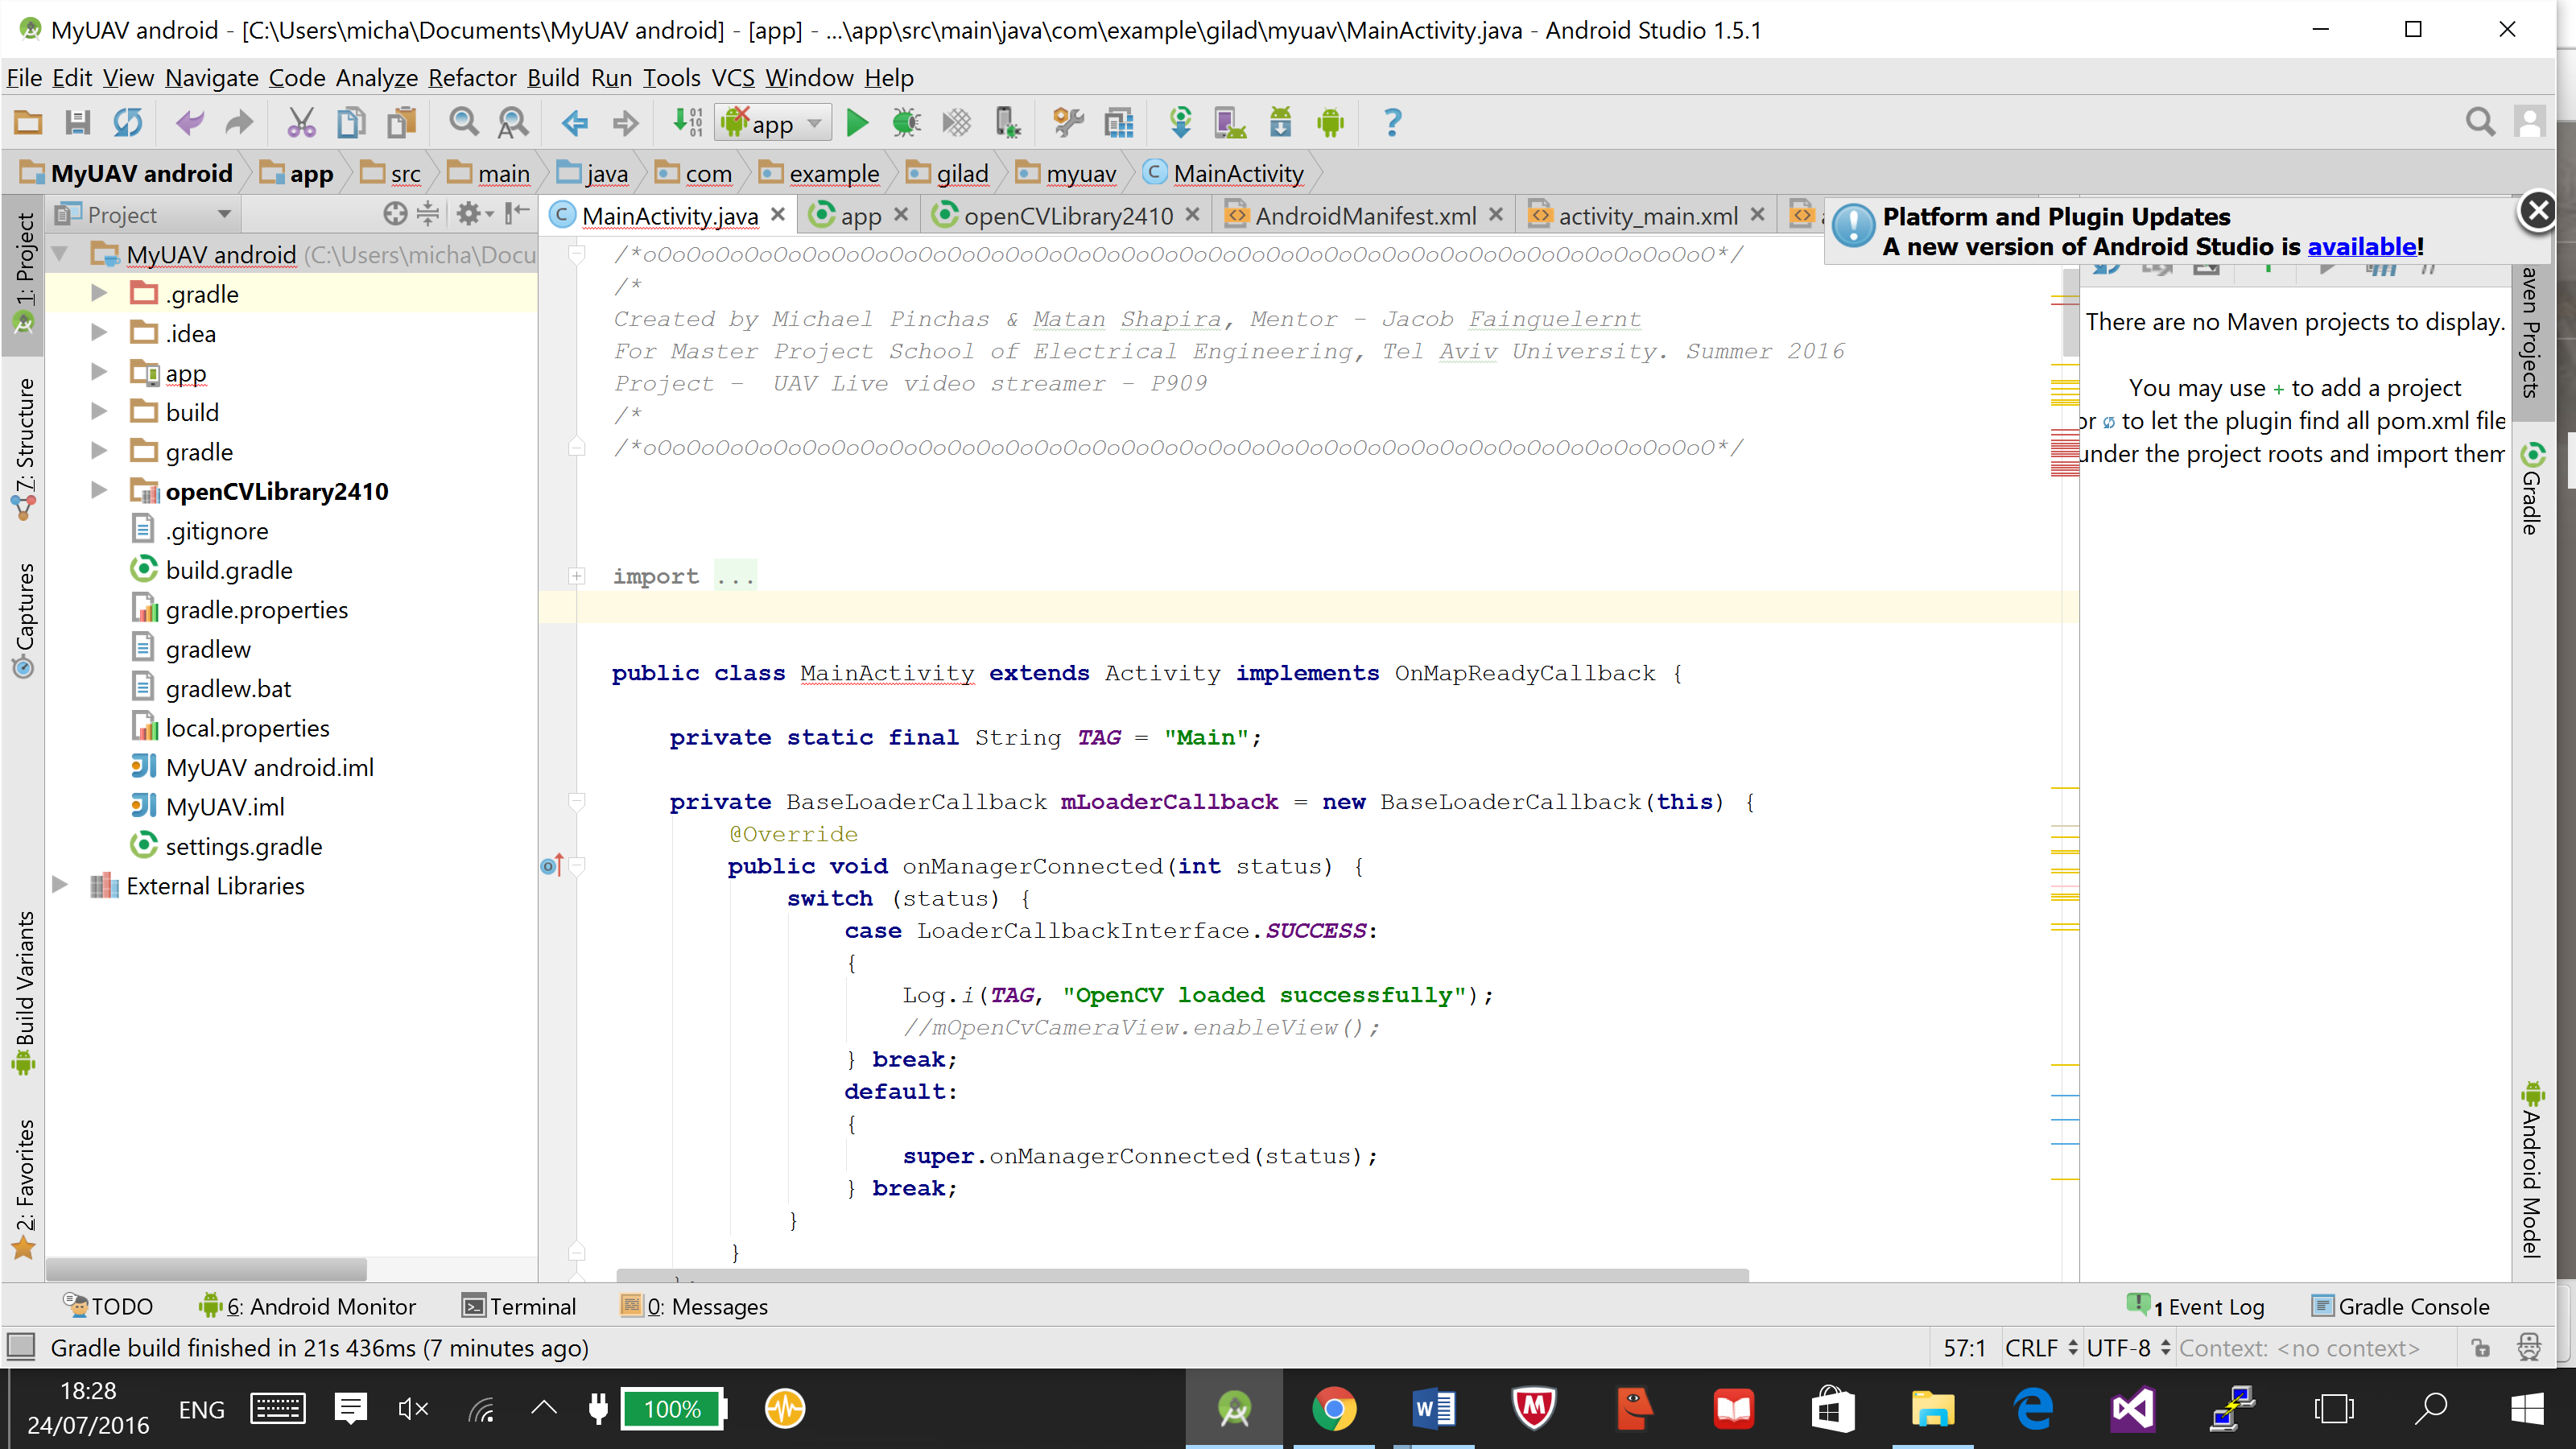 MyUAV android - [C:\Users\micha\Documents\MyUAV android] - [app] - ...\app\src\main\java\com\example\gilad\myuav\MainActivity.java - Android Studio 1.5.1
File Edit View Navigate Code Analyze Refactor Build Run Tools VCS Window Help
app
MyUAV android app src main java com example gilad myuav MainActivity
Project
MainActivity.java app openCVLibrary2410 AndroidManifest.xml activity_main.xml
Platform and Plugin Updates
A new version of Android Studio is available!
1: Project
7: Structure
Captures
Build Variants
2: Favorites
MyUAV android (C:\Users\micha\Docu
.gradle
.idea
app
build
gradle
openCVLibrary2410
.gitignore
build.gradle
gradle.properties
gradlew
gradlew.bat
local.properties
MyUAV android.iml
MyUAV.iml
settings.gradle
External Libraries
/*oOoOoOoOoOoOoOoOoOoOoOoOoOoOoOoOoOoOoOoOoOoOoOoOoOoOoOoOoOoOoOoOoOoOoOoOoO*/
/*
Created by Michael Pinchas & Matan Shapira, Mentor - Jacob Fainguelernt
For Master Project School of Electrical Engineering, Tel Aviv University. Summer 2016
Project -  UAV Live video streamer - P909
/*
/*oOoOoOoOoOoOoOoOoOoOoOoOoOoOoOoOoOoOoOoOoOoOoOoOoOoOoOoOoOoOoOoOoOoOoOoOoO*/
import ...
public class MainActivity extends Activity implements OnMapReadyCallback {
private static final String TAG = "Main";
private BaseLoaderCallback mLoaderCallback = new BaseLoaderCallback(this) {
@Override
public void onManagerConnected(int status) {
switch (status) {
case LoaderCallbackInterface.SUCCESS:
{
Log.i(TAG, "OpenCV loaded successfully");
//mOpenCvCameraView.enableView();
} break;
default:
{
super.onManagerConnected(status);
} break;
}
}
There are no Maven projects to display.
You may use + to add a project
or to let the plugin find all pom.xml file
under the project roots and import them
aven Projects
Gradle
Android Model
TODO 6: Android Monitor Terminal 0: Messages 1 Event Log Gradle Console
Gradle build finished in 21s 436ms (7 minutes ago) 57:1 CRLF UTF-8 Context: <no context>
18:28
24/07/2016
ENG
100%